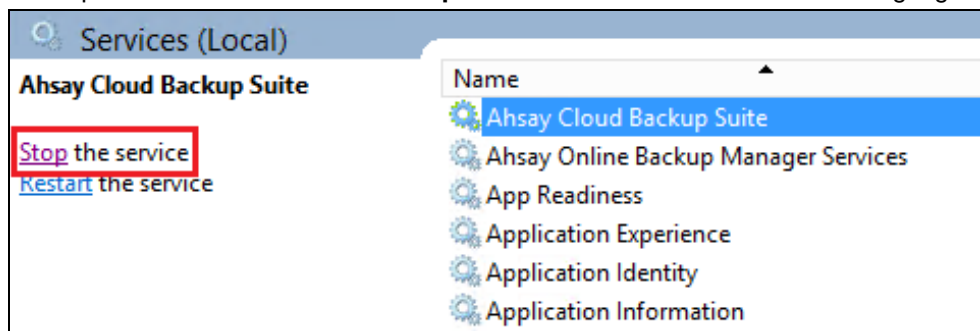 Services (Local)
Ahsay Cloud Backup Suite
Stop the service
Restart the service
Name
Ahsay Cloud Backup Suite
Ahsay Online Backup Manager Services
App Readiness
Application Experience
Application Identity
Application Information